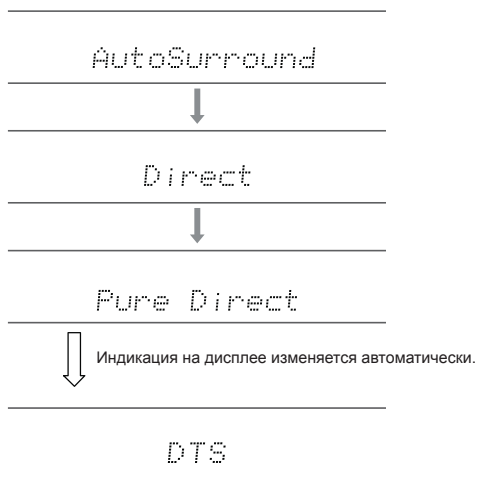 AutoSurround
Direct
Pure Direct
Индикация на дисплее изменяется автоматически.
DTS